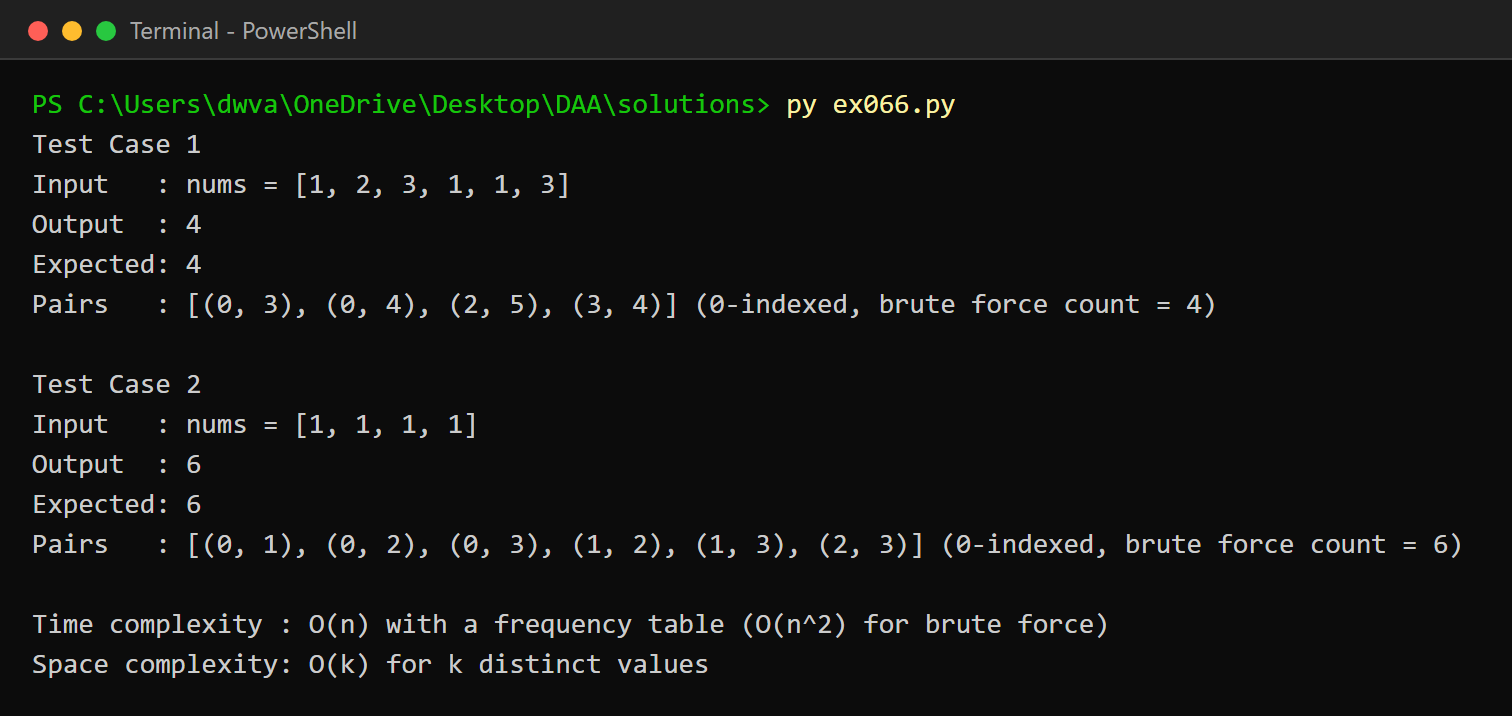 Terminal - PowerShell
PS C:\Users\dwva\OneDrive\Desktop\DAA\solutions> py ex066.py
Test Case 1
Input   : nums = [1, 2, 3, 1, 1, 3]
Output  : 4
Expected: 4
Pairs   : [(0, 3), (0, 4), (2, 5), (3, 4)] (0-indexed, brute force count = 4)
Test Case 2
Input   : nums = [1, 1, 1, 1]
Output  : 6
Expected: 6
Pairs   : [(0, 1), (0, 2), (0, 3), (1, 2), (1, 3), (2, 3)] (0-indexed, brute force count = 6)
Time complexity : O(n) with a frequency table (O(n^2) for brute force)
Space complexity: O(k) for k distinct values